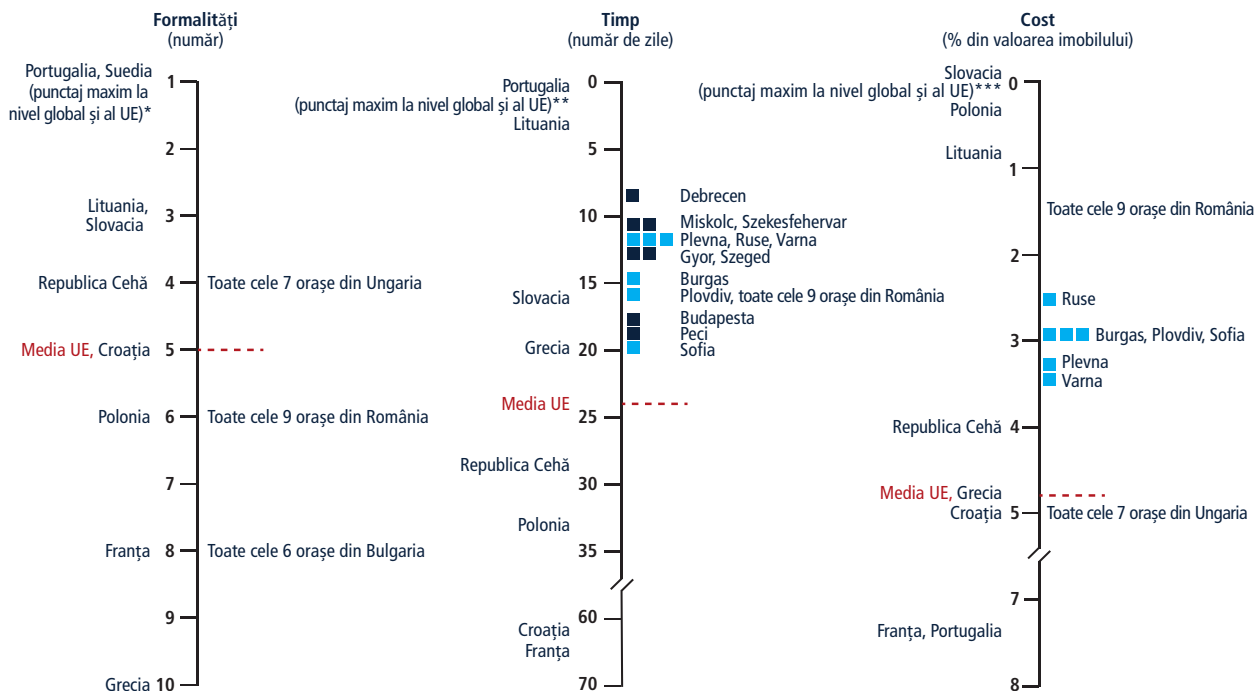 Formalități
(număr)
Portugalia, Suedia
(punctaj maxim la
nivel global și al UE)*
1
2
Lituania,
Slovacia
3
Republica Cehă 4 Toate cele 7 orașe din Ungaria
Media UE, Croația 5
Polonia 6 Toate cele 9 orașe din România
7
Franța 8 Toate cele 6 orașe din Bulgaria
9
Grecia 10
Timp
(număr de zile)
0
Portugalia
(punctaj maxim la nivel global și al UE)**
Lituania
5
Debrecen
10
Miskolc, Szekesfehervar
Plevna, Ruse, Varna
Gyor, Szeged
Burgas
15
Slovacia
Plovdiv, toate cele 9 orașe din România
Budapesta
Peci
Grecia 20 Sofia
Media UE
25
Republica Cehă
30
Polonia
35
60
Croația
Franța
70
Cost
(% din valoarea imobilului)
Slovacia
0
(punctaj maxim la nivel global și al UE)***
Polonia
Lituania
1
Toate cele 9 orașe din România
2
Ruse
3
Burgas, Plovdiv, Sofia
Plevna
Varna
Republica Cehă 4
Media UE, Grecia
Croația 5 Toate cele 7 orașe din Ungaria
7
Franța, Portugalia
8